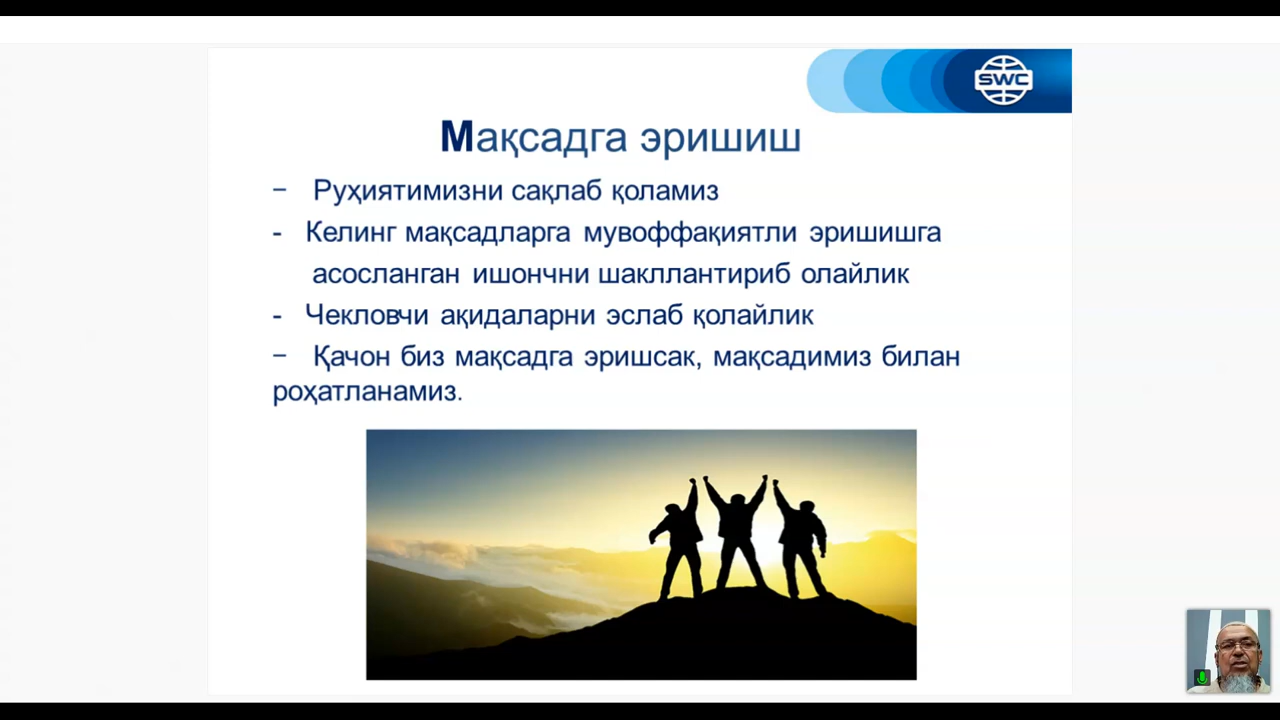 SWC
Мақсадга эришиш
− Руҳиятимизни сақлаб қоламиз
- Келинг мақсадларга мувоффақиятли эришишга
асосланган ишончни шакллантириб олайлик
- Чекловчи ақидаларни эслаб қолайлик
− Қачон биз мақсадга эришсак, мақсадимиз билан
роҳатланамиз.